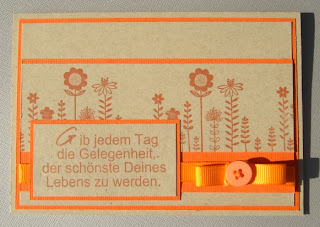 Gib jedem Tag
die Gelegenheit,
der schönste Deines
Lebens zu werden.